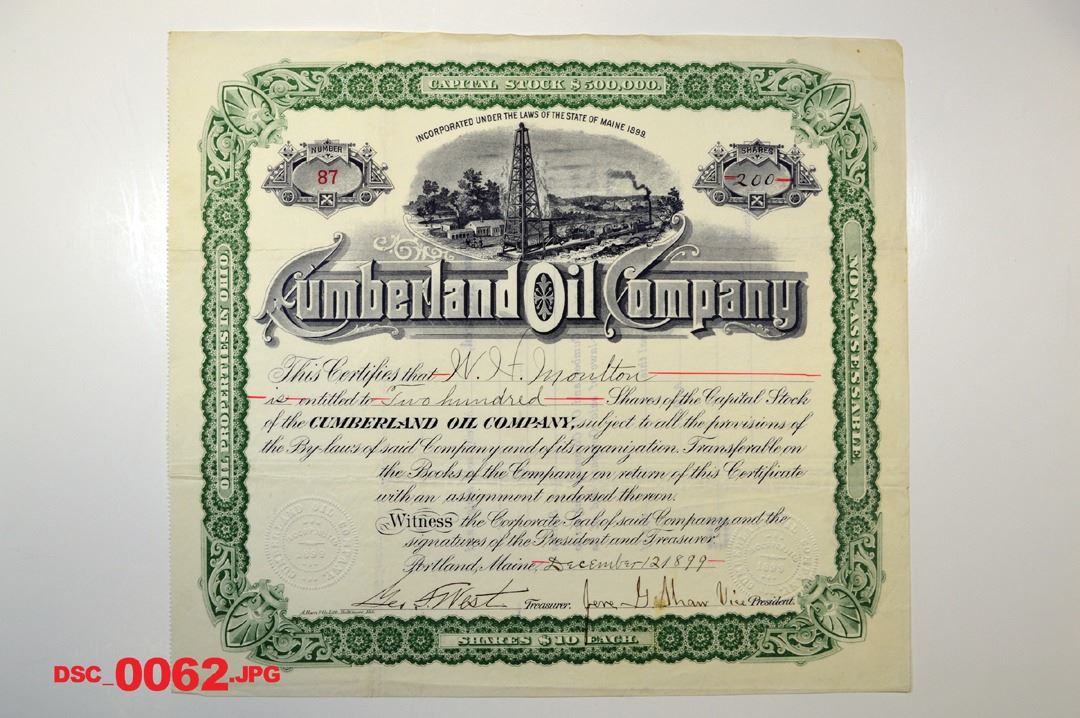 CAPITAL STOCK $500,000.
INCORPORATED UNDER THE LAWS OF THE STATE OF MAINE 1899.
NUMBER
87
SHARES
200
Cumberland Oil Company
OIL PROPERTIES IN OHIO
NON-ASSESSABLE
This Certifies that W. H. Moulton
is entitled to Two hundred Shares of the Capital Stock
of the CUMBERLAND OIL COMPANY, subject to all the provisions of
the By-laws of said Company and of its organization. Transferable on
the Books of the Company on return of this Certificate
with an assignment endorsed thereon.
Witness the Corporate Seal of said Company and the
signatures of the President and Treasurer
Portland, Maine, December 12 1899
Geo. F. West Treasurer. Jere G. Shaw Vice President.
SHARES $10 EACH.
DSC_0062.JPG